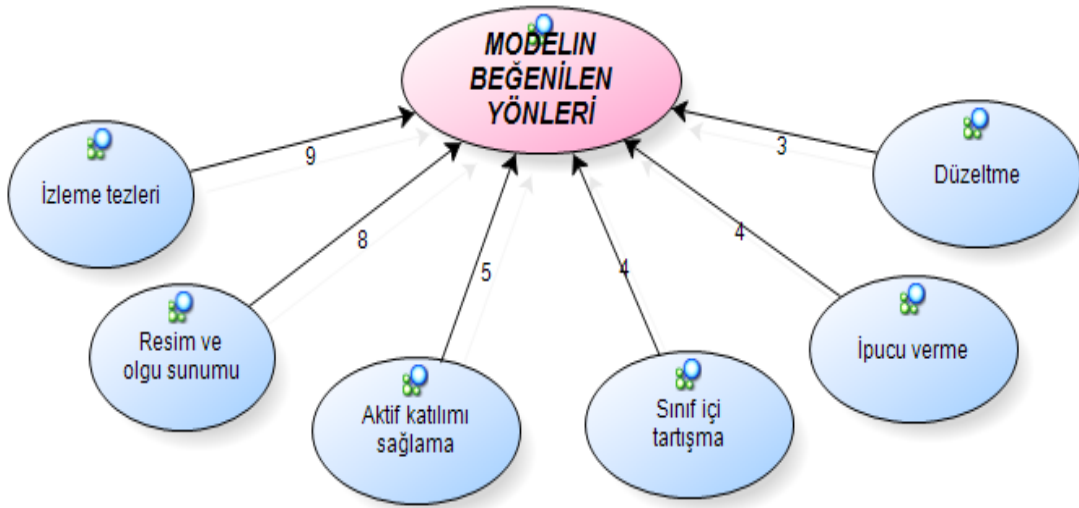 MODELIN
BEĞENİLEN
YÖNLERİ
9
3
İzleme tezleri
Düzeltme
8
4
5
4
Resim ve
olgu sunumu
İpucu verme
Aktif katılımı
sağlama
Sınıf içi
tartışma